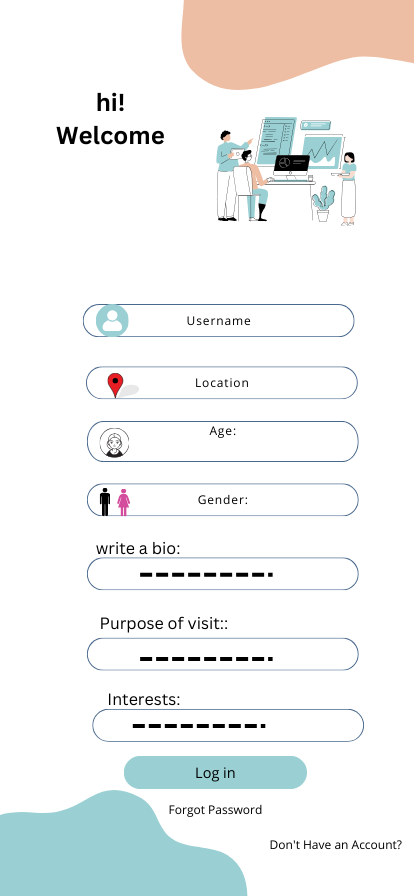 hi!
Welcome
Username
Location
Age:
Gender:
write a bio:
Purpose of visit::
Interests:
Log in
Forgot Password
Don't Have an Account?